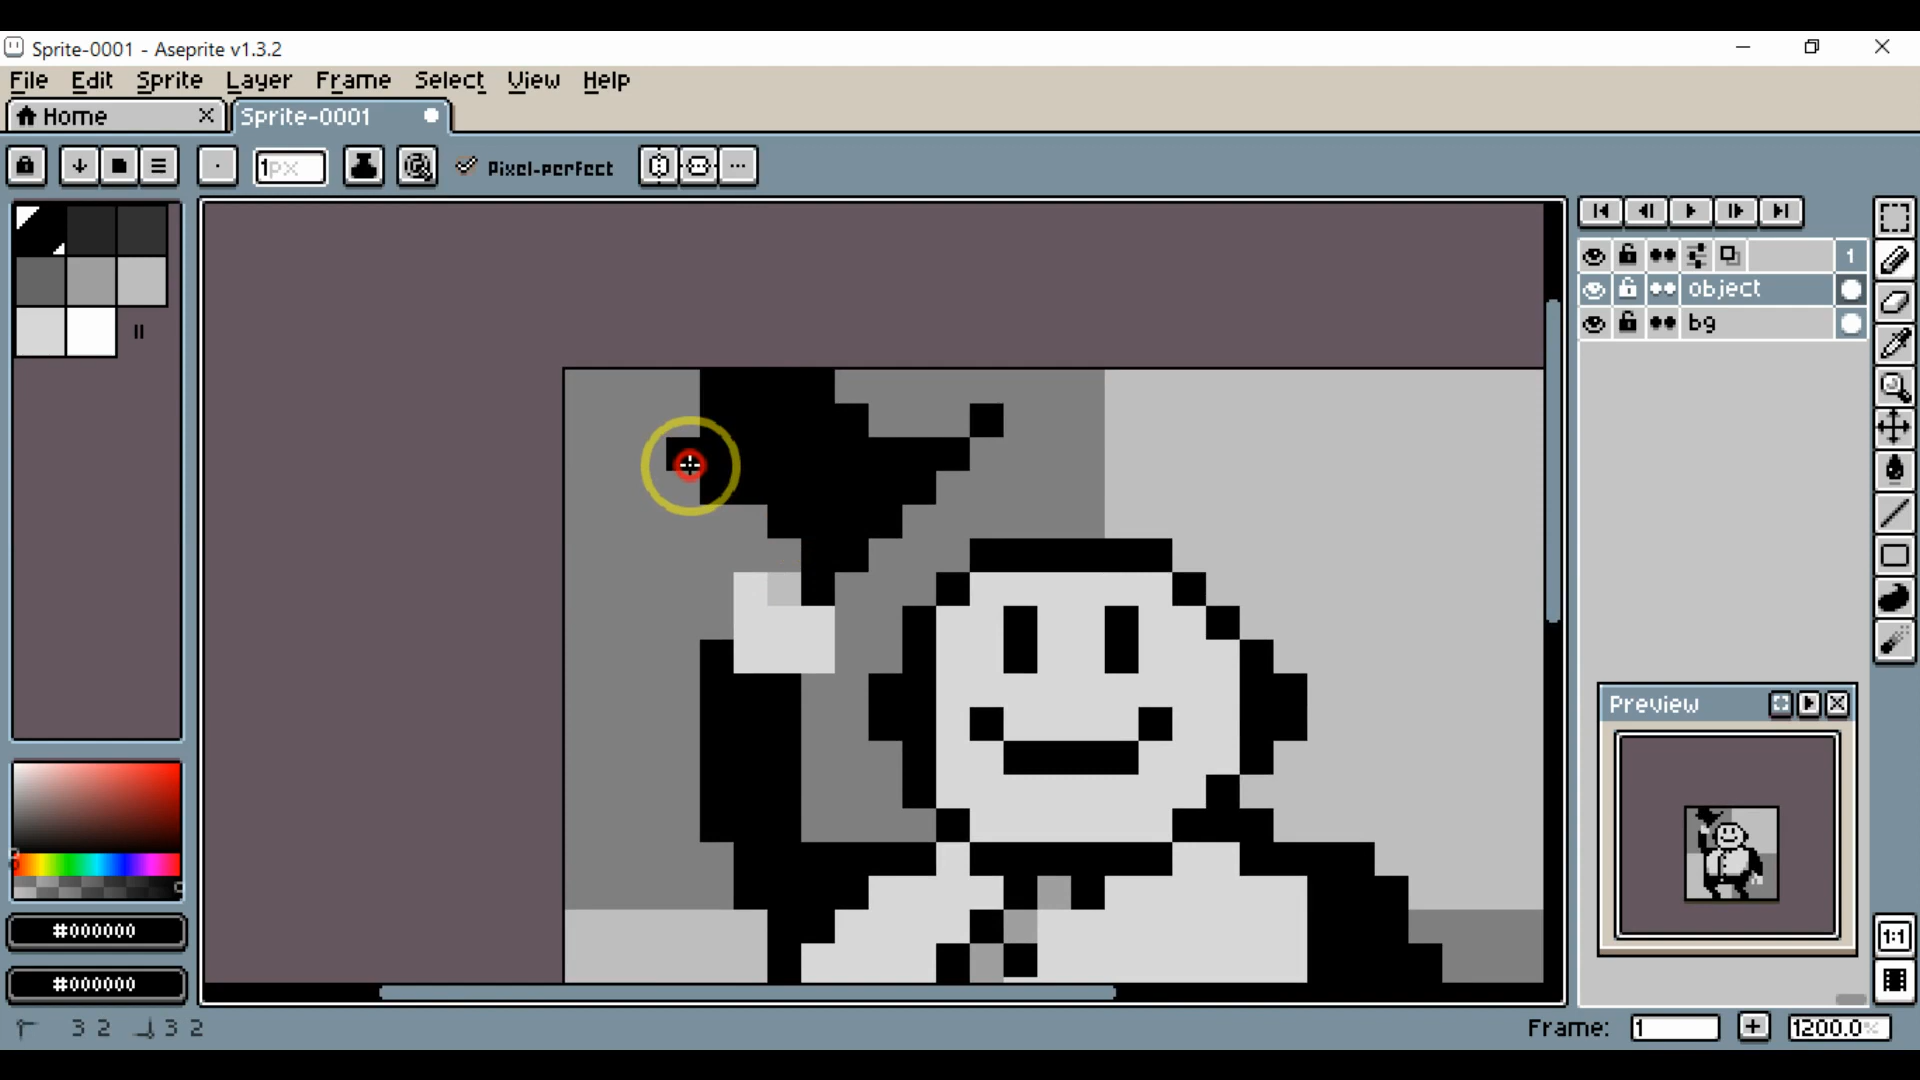 Sprite-0001 - Aseprite v1.3.2
File Edit Sprite Layer Frame Select View Help
Home Sprite-0001
1px Pixel-perfect
1
object
bg
Preview
#000000
#000000
1:1
3 2 3 2
Frame: 1 1200.0%